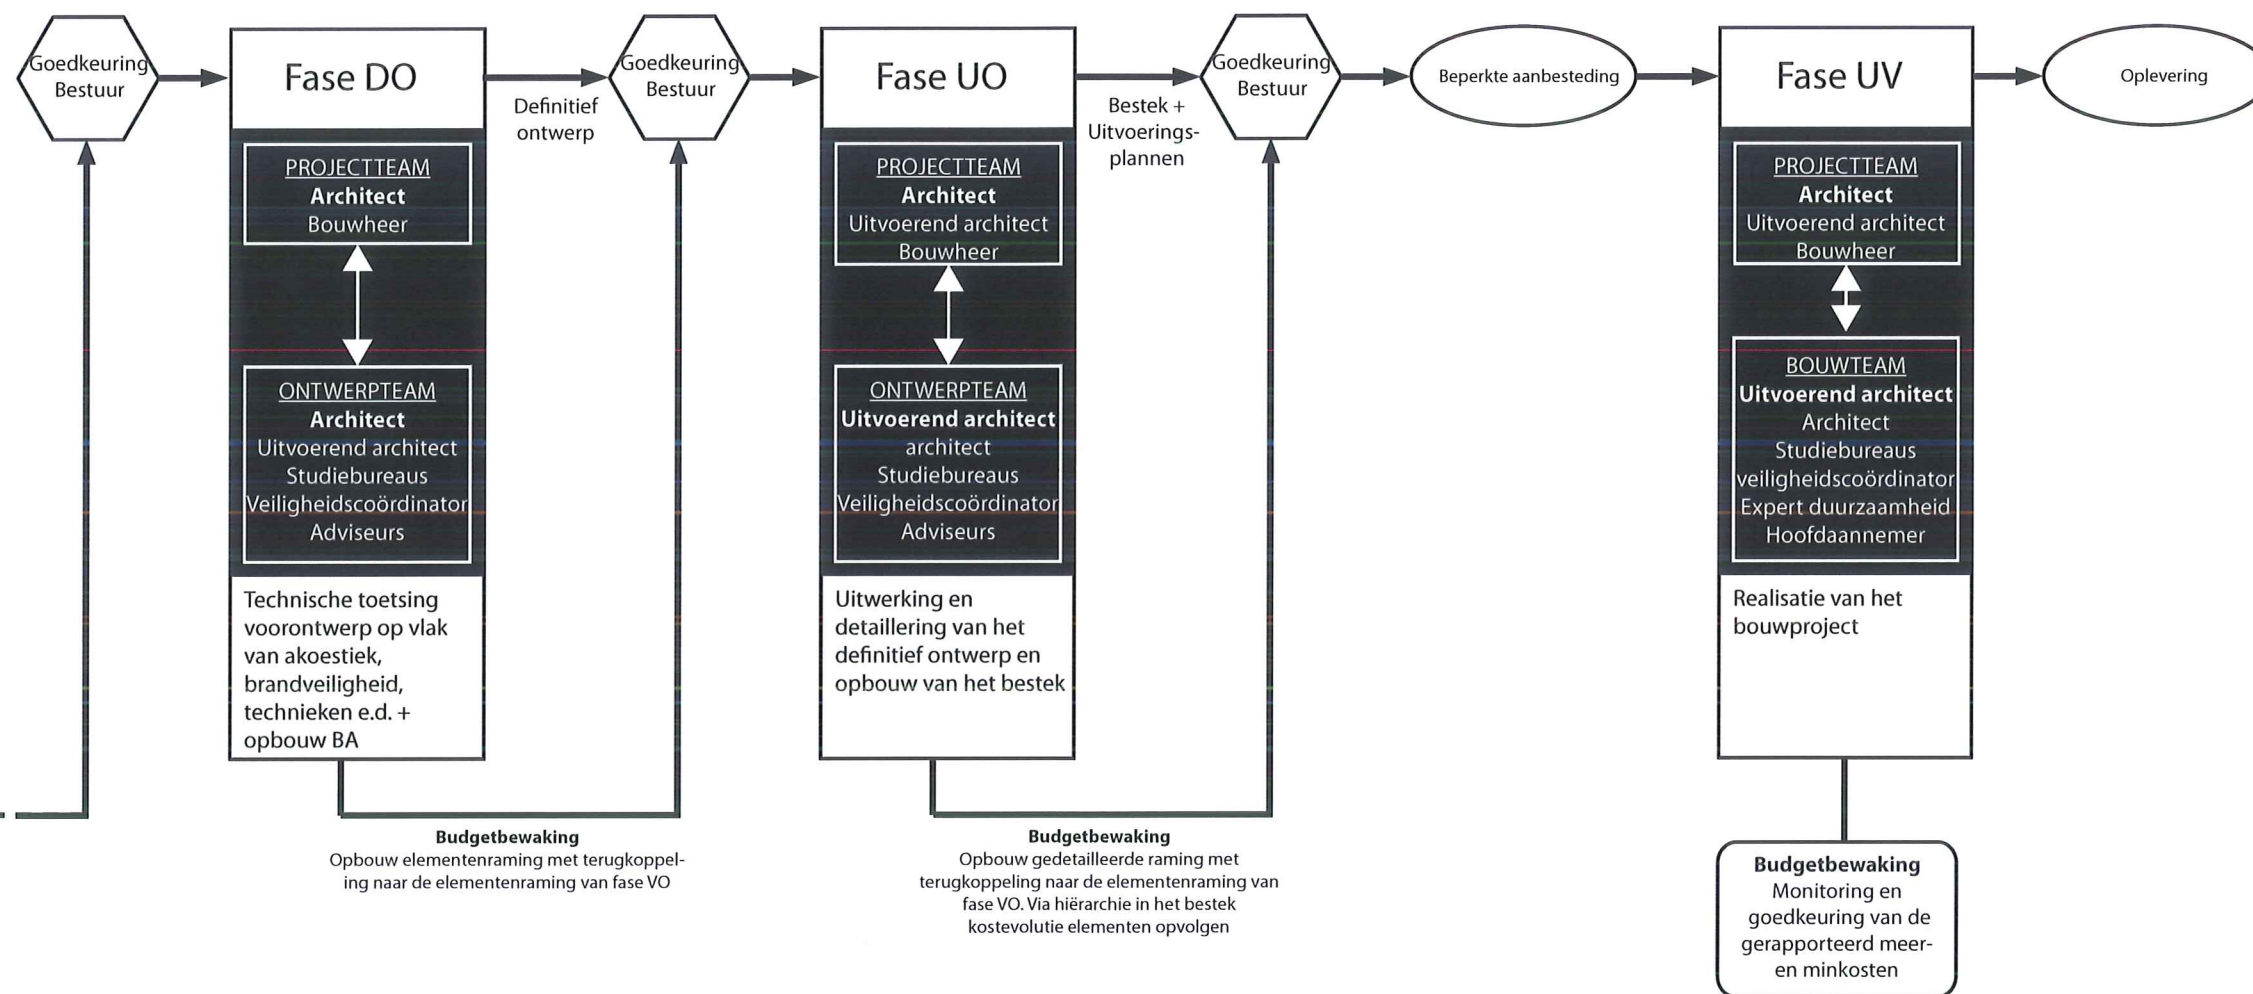 Goedkeuring
Bestuur
Fase DO
Definitief
ontwerp
Goedkeuring
Bestuur
Fase UO
Bestek +
Uitvoerings-
plannen
Goedkeuring
Bestuur
Beperkte aanbesteding
Fase UV
Oplevering
PROJECTTEAM
Architect
Bouwheer
ONTWERPTEAM
Architect
Uitvoerend architect
Studiebureaus
Veiligheidscoördinator
Adviseurs
Technische toetsing
voorontwerp op vlak
van akoestiek,
brandveiligheid,
technieken e.d. +
opbouw BA
Budgetbewaking
Opbouw elementenraming met terugkoppel-
ing naar de elementenraming van fase VO
PROJECTTEAM
Architect
Uitvoerend architect
Bouwheer
ONTWERPTEAM
Uitvoerend architect
architect
Studiebureaus
Veiligheidscoördinator
Adviseurs
Uitwerking en
detaillering van het
definitief ontwerp en
opbouw van het bestek
Budgetbewaking
Opbouw gedetailleerde raming met
terugkoppeling naar de elementenraming van
fase VO. Via hiërarchie in het bestek
kostevolutie elementen opvolgen
PROJECTTEAM
Architect
Uitvoerend architect
Bouwheer
BOUWTEAM
Uitvoerend architect
Architect
Studiebureaus
veiligheidscoördinator
Expert duurzaamheid
Hoofdaannemer
Realisatie van het
bouwproject
Budgetbewaking
Monitoring en
goedkeuring van de
gerapporteerd meer-
en minkosten